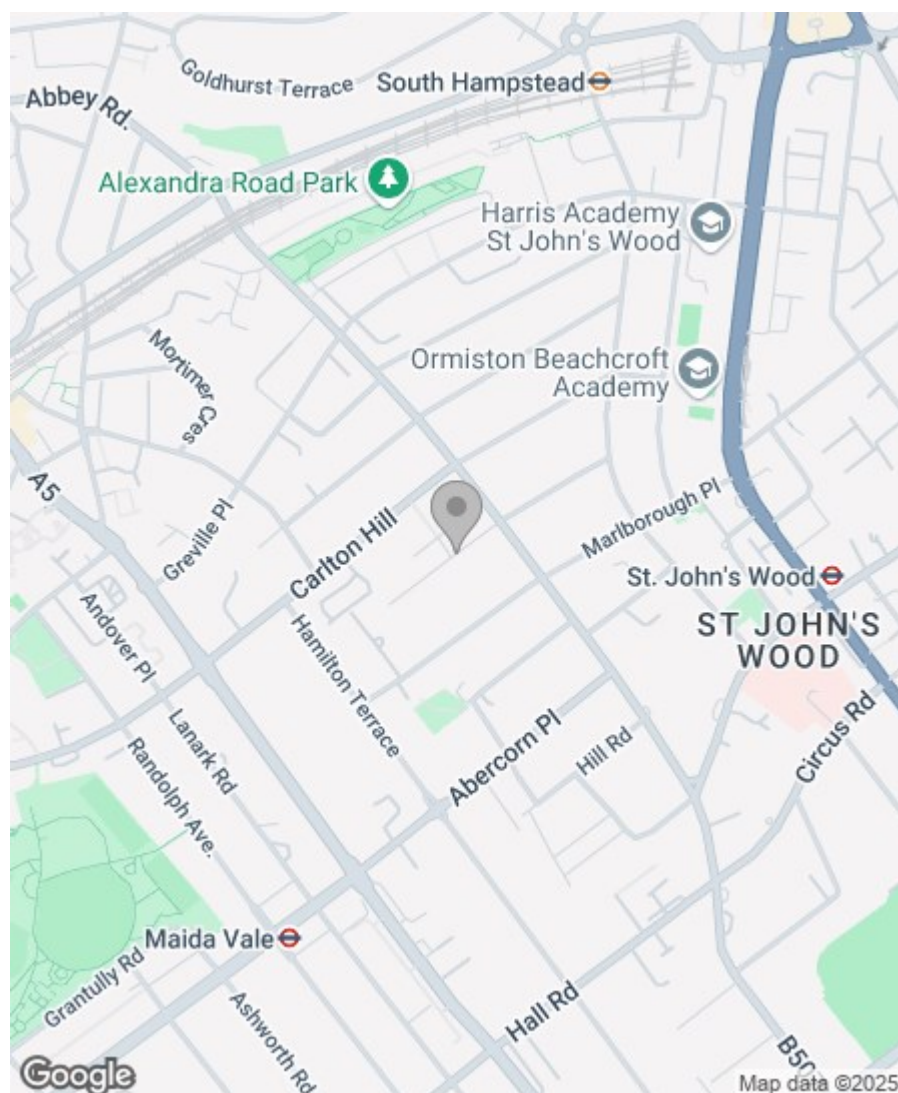 Goldhurst Terrace
South Hampstead
Abbey Rd.
Alexandra Road Park
Harris Academy
St John's Wood
Mortimer Cres
Ormiston Beachcroft
Academy
A5
Greville Pl
Carlton Hill
Marlborough Pl
St. John's Wood
ST JOHN'S
WOOD
Andover Pl
Hamilton Terrace
Lanark Rd
Randolph Ave.
Abercorn Pl
Hill Rd
Circus Rd
Maida Vale
Grantully Rd
Ashworth Rd
Hall Rd
Google
Map data ©2025